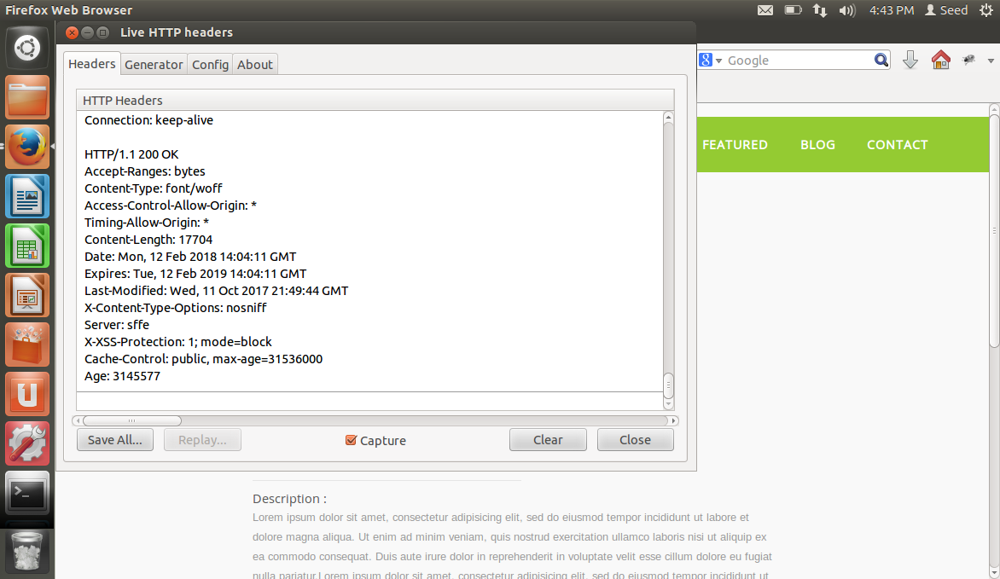 Firefox Web Browser
4:43 PM Seed
Live HTTP headers
Headers Generator Config About
Google
HTTP Headers
Connection: keep-alive
HTTP/1.1 200 OK
Accept-Ranges: bytes
Content-Type: font/woff
Access-Control-Allow-Origin: *
Timing-Allow-Origin: *
Content-Length: 17704
Date: Mon, 12 Feb 2018 14:04:11 GMT
Expires: Tue, 12 Feb 2019 14:04:11 GMT
Last-Modified: Wed, 11 Oct 2017 21:49:44 GMT
X-Content-Type-Options: nosniff
Server: sffe
X-XSS-Protection: 1; mode=block
Cache-Control: public, max-age=31536000
Age: 3145577
Save All... Replay... Capture Clear Close
FEATURED BLOG CONTACT
Description :
Lorem ipsum dolor sit amet, consectetur adipisicing elit, sed do eiusmod tempor incididunt ut labore et
dolore magna aliqua. Ut enim ad minim veniam, quis nostrud exercitation ullamco laboris nisi ut aliquip ex
ea commodo consequat. Duis aute irure dolor in reprehenderit in voluptate velit esse cillum dolore eu fugiat
nulla pariatur.Lorem ipsum dolor sit amet, consectetur adipisicing elit, sed do eiusmod tempor incididunt ut